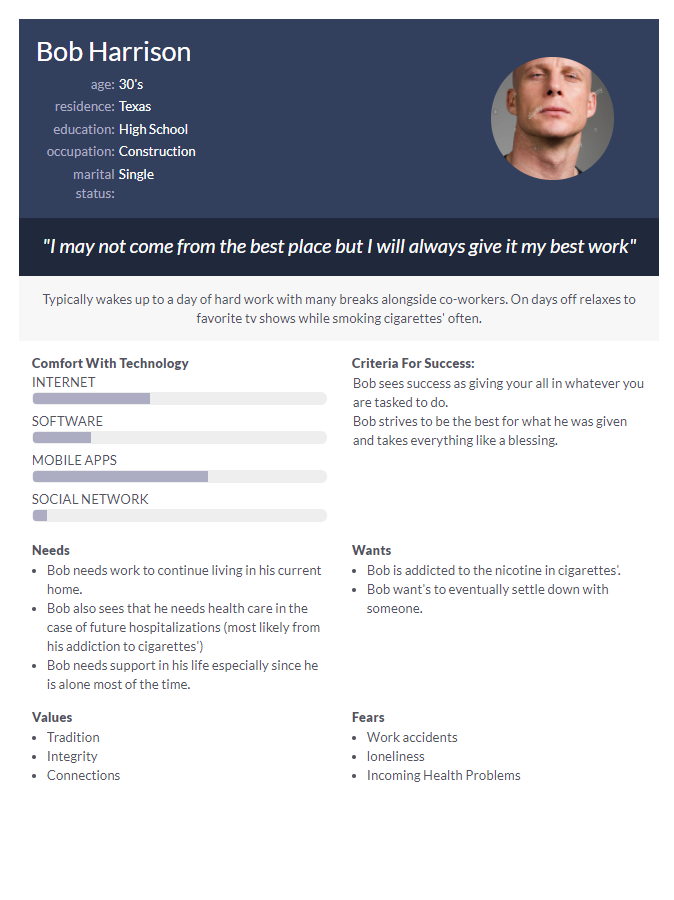 Bob Harrison
age: 30's
residence: Texas
education: High School
occupation: Construction
marital status: Single
"I may not come from the best place but I will always give it my best work"
Typically wakes up to a day of hard work with many breaks alongside co-workers. On days off relaxes to
favorite tv shows while smoking cigarettes' often.
Comfort With Technology
INTERNET
SOFTWARE
MOBILE APPS
SOCIAL NETWORK
Criteria For Success:
Bob sees success as giving your all in whatever you
are tasked to do.
Bob strives to be the best for what he was given
and takes everything like a blessing.
Needs
• Bob needs work to continue living in his current
home.
• Bob also sees that he needs health care in the
case of future hospitalizations (most likely from
his addiction to cigarettes')
• Bob needs support in his life especially since he
is alone most of the time.
Wants
• Bob is addicted to the nicotine in cigarettes'.
• Bob want's to eventually settle down with
someone.
Values
• Tradition
• Integrity
• Connections
Fears
• Work accidents
• loneliness
• Incoming Health Problems